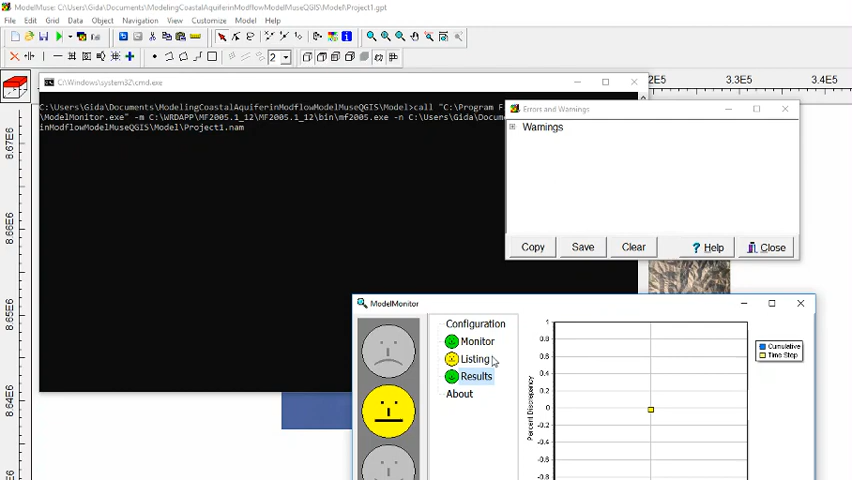 ModelMuse: C:\Users\Gida\Documents\ModelingCoastalAquiferinModflowModelMuseQGIS\Model\Project1.gpt
File Edit Grid Data Object Navigation View Customize Model Help
2
C:\Windows\system32\cmd.exe
2E5 3.3E5 3.4E5
C:\Users\Gida\Documents\ModelingCoastalAquiferinModflowModelMuseQGIS\Model>call "C:\Program F
\ModelMonitor.exe" -m C:\WRDAPP\MF2005.1_12\MF2005.1_12\bin\mf2005.exe -n C:\Users\Gida\Docume
inModflowModelMuseQGIS\Model\Project1.nam
Errors and Warnings
Warnings
Copy Save Clear ? Help Close
8.67E6
8.66E6
8.65E6
8.64E6
ModelMonitor
Configuration
Monitor
Listing
Results
About
Percent Discrepancy
1
0.8
0.6
0.4
0.2
0
-0.2
-0.4
-0.6
-0.8
Cumulative
Time Step